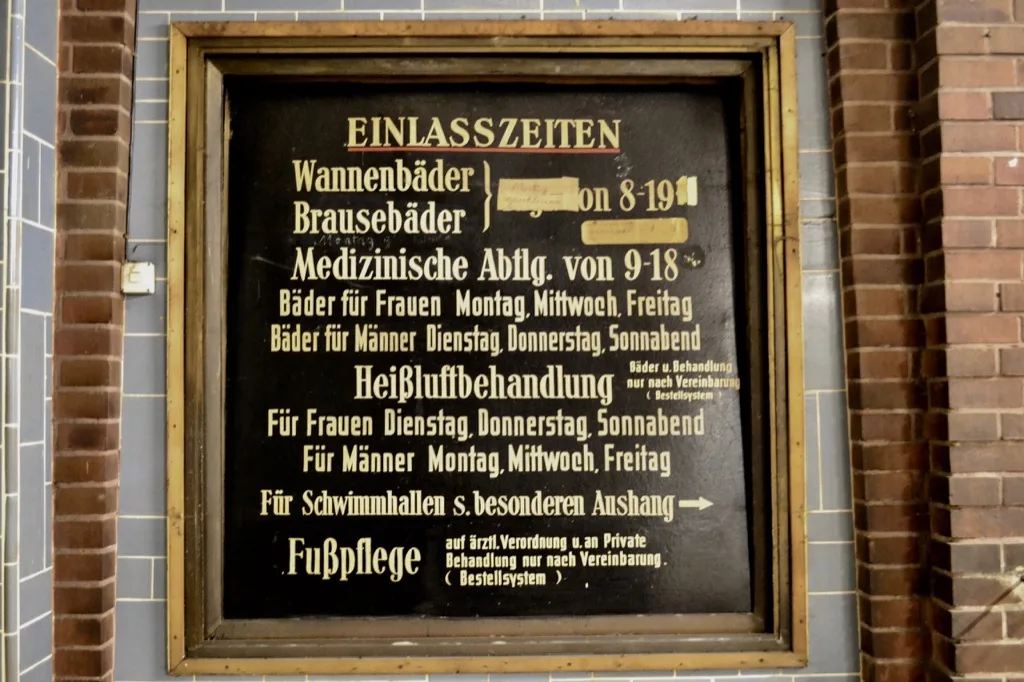 EINLASSZEITEN
Wannenbäder
Brausebäder
on 8-19
Medizinische Abtlg. von 9-18
Bäder für Frauen Montag, Mittwoch, Freitag
Bäder für Männer Dienstag, Donnerstag, Sonnabend
Heißluftbehandlung
Bäder u. Behandlung
nur nach Vereinbarung
( Bestellsystem )
Für Frauen Dienstag, Donnerstag, Sonnabend
Für Männer Montag, Mittwoch, Freitag
Für Schwimmhallen s. besonderen Aushang →
Fußpflege
auf ärztl. Verordnung u. an Private
Behandlung nur nach Vereinbarung.
( Bestellsystem )